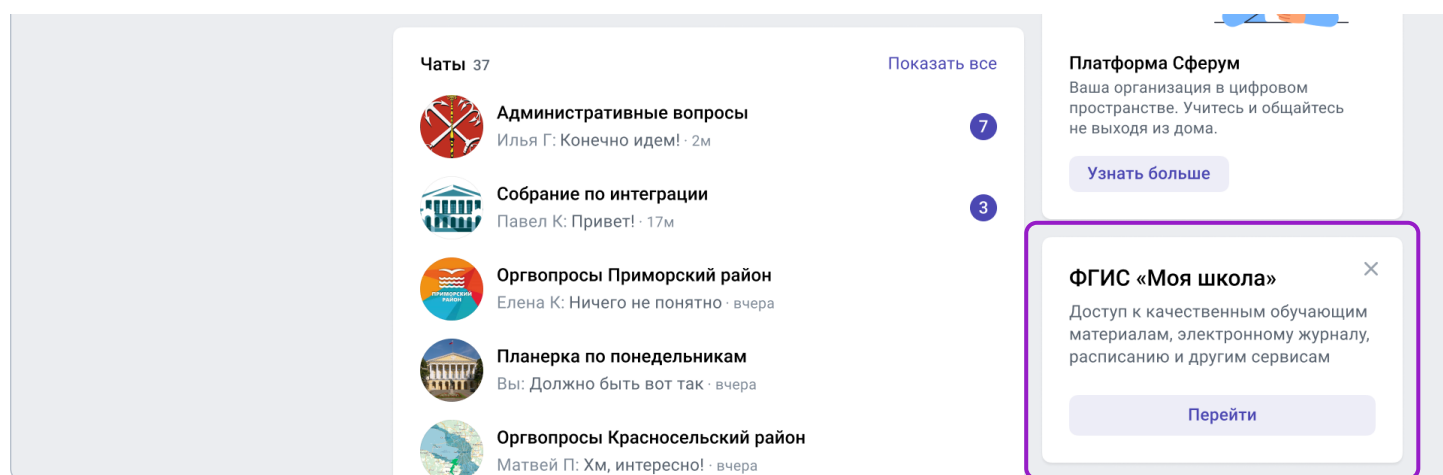 Чаты 37
Показать все
Административные вопросы
Илья Г: Конечно идем! · 2м
7
Собрание по интеграции
Павел К: Привет! · 17м
3
ПРИМОРСКИЙ
РАЙОН
Оргвопросы Приморский район
Елена К: Ничего не понятно · вчера
Планерка по понедельникам
Вы: Должно быть вот так · вчера
Оргвопросы Красносельский район
Матвей П: Хм, интересно! · вчера
Платформа Сферум
Ваша организация в цифровом
пространстве. Учитесь и общайтесь
не выходя из дома.
Узнать больше
ФГИС «Моя школа»
Доступ к качественным обучающим
материалам, электронному журналу,
расписанию и другим сервисам
Перейти